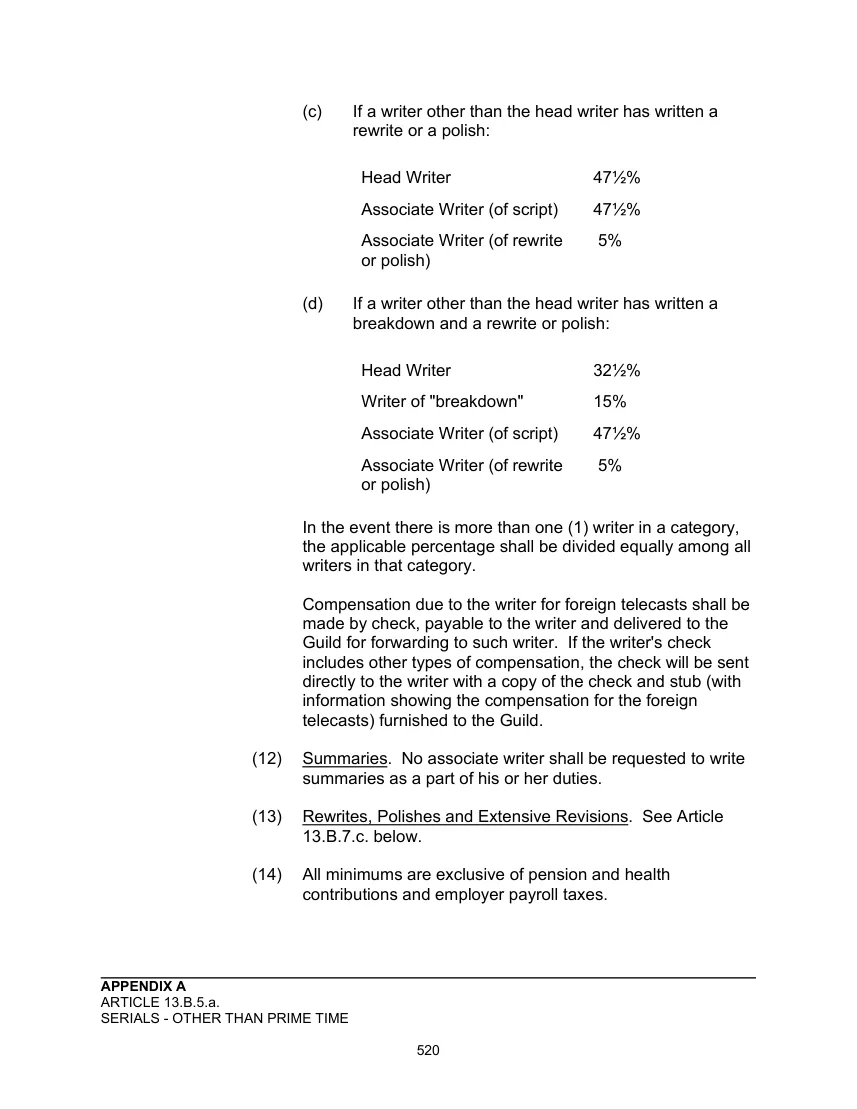 (c) If a writer other than the head writer has written a
rewrite or a polish:
Head Writer 47½%
Associate Writer (of script) 47½%
Associate Writer (of rewrite 5%
or polish)
(d) If a writer other than the head writer has written a
breakdown and a rewrite or polish:
Head Writer 32½%
Writer of "breakdown" 15%
Associate Writer (of script) 47½%
Associate Writer (of rewrite 5%
or polish)
In the event there is more than one (1) writer in a category,
the applicable percentage shall be divided equally among all
writers in that category.
Compensation due to the writer for foreign telecasts shall be
made by check, payable to the writer and delivered to the
Guild for forwarding to such writer.  If the writer's check
includes other types of compensation, the check will be sent
directly to the writer with a copy of the check and stub (with
information showing the compensation for the foreign
telecasts) furnished to the Guild.
(12) Summaries.  No associate writer shall be requested to write
summaries as a part of his or her duties.
(13) Rewrites, Polishes and Extensive Revisions.  See Article
13.B.7.c. below.
(14) All minimums are exclusive of pension and health
contributions and employer payroll taxes.
APPENDIX A
ARTICLE 13.B.5.a.
SERIALS - OTHER THAN PRIME TIME
520